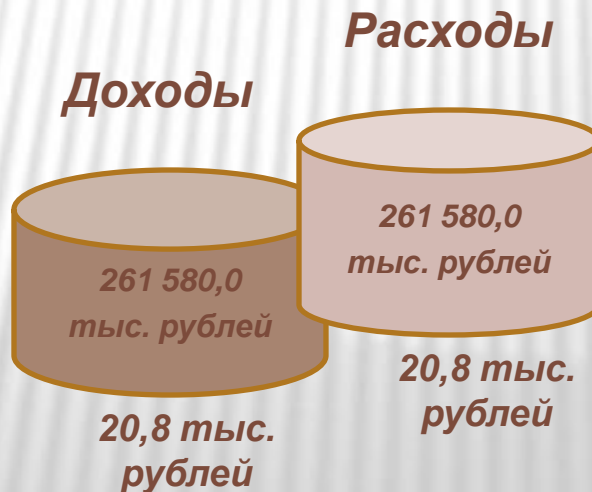 Расходы
Доходы
261 580,0
тыс. рублей
261 580,0
тыс. рублей
20,8 тыс.
рублей
20,8 тыс.
рублей